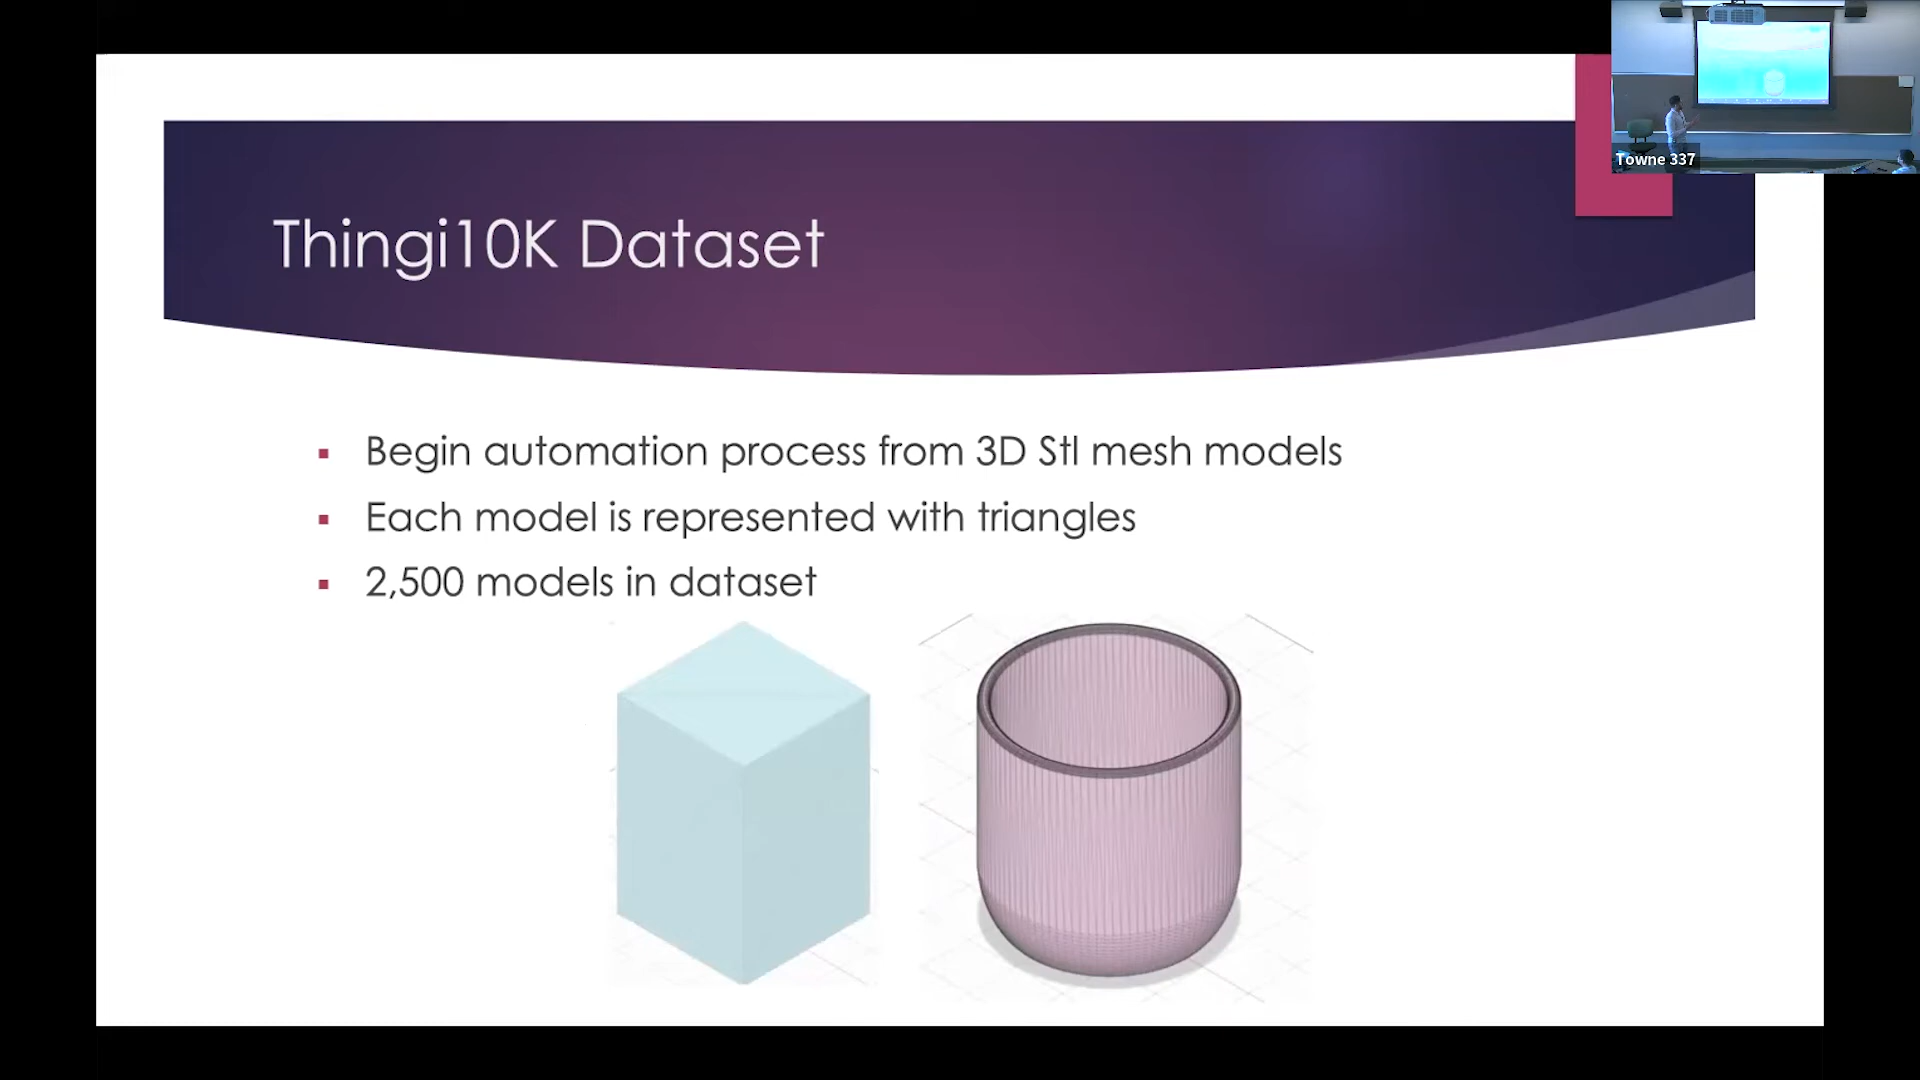 Thingi10K Dataset
Begin automation process from 3D Stl mesh models
Each model is represented with triangles
2,500 models in dataset
Towne 337